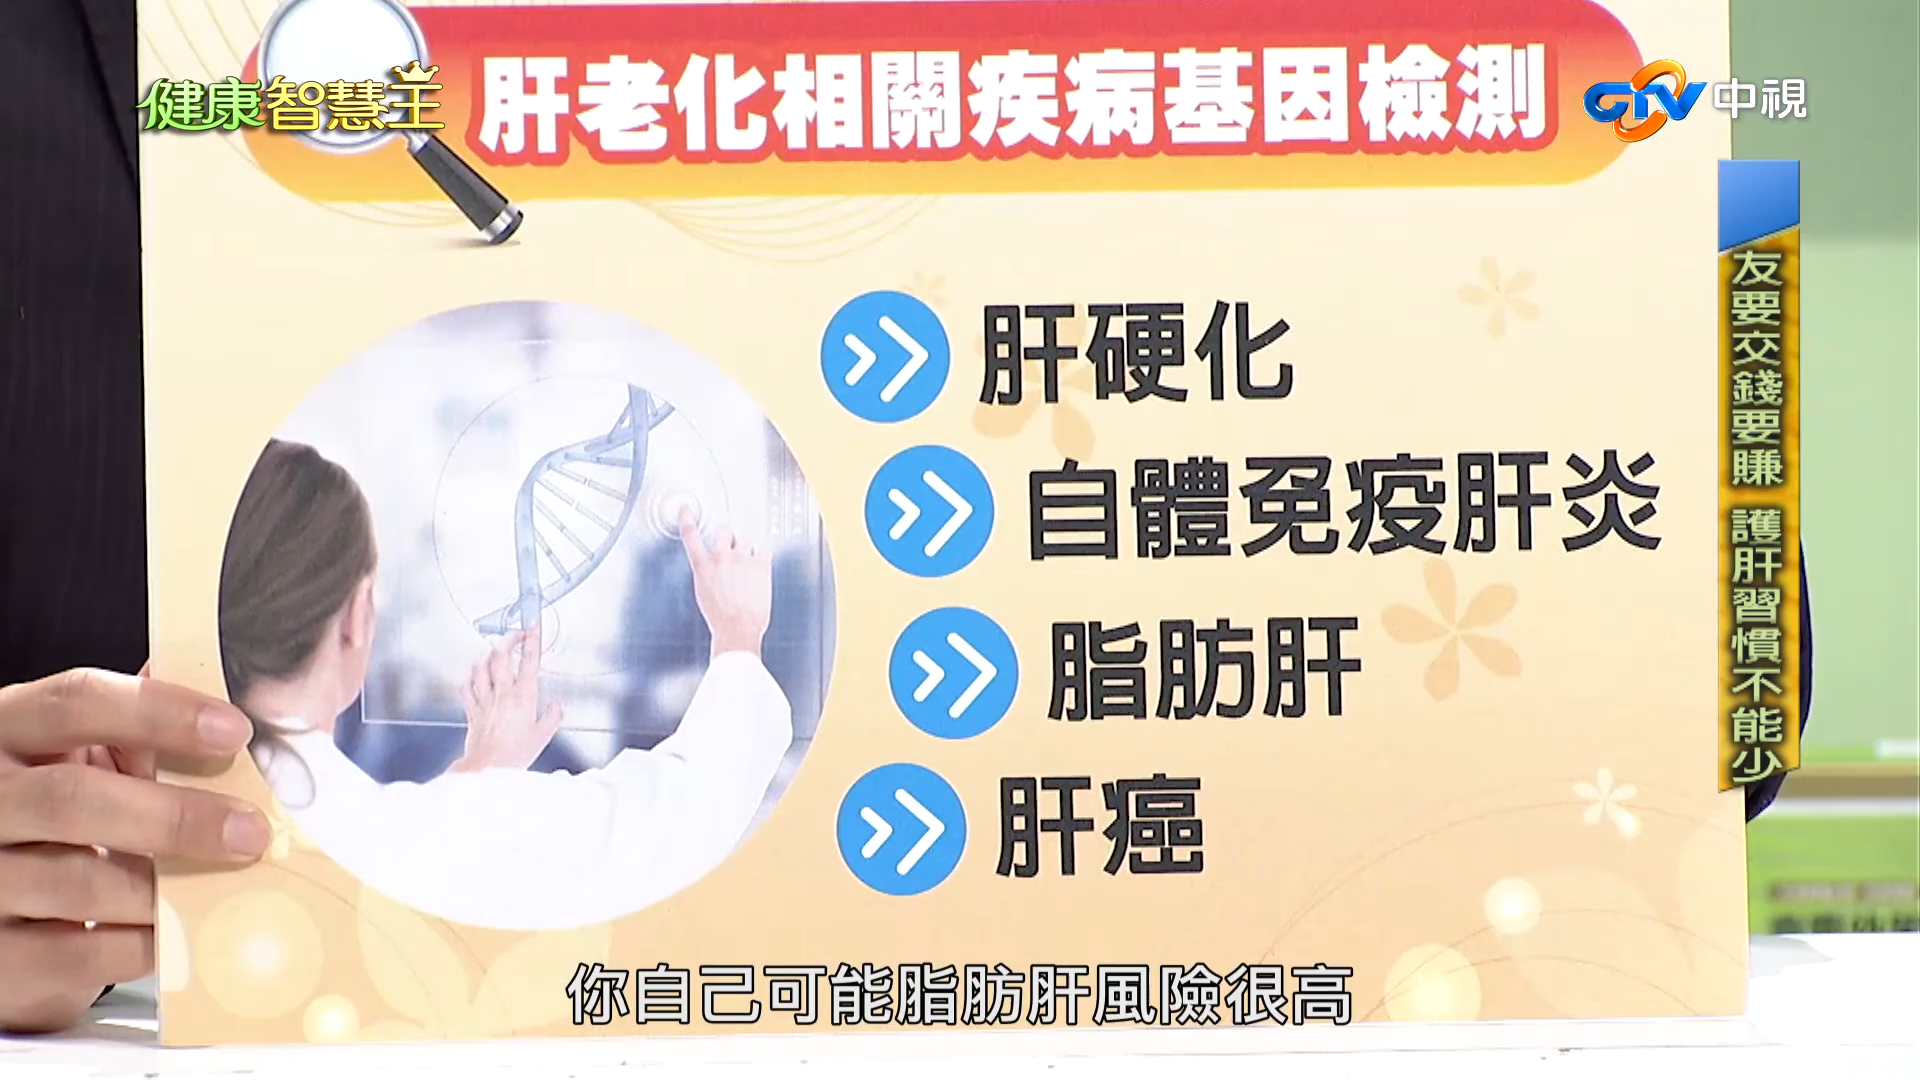 健康智慧王
肝老化相關疾病基因檢測
CTV中視
友要交錢要賺 護肝習慣不能少
肝硬化
自體免疫肝炎
脂肪肝
肝癌
你自己可能脂肪肝風險很高